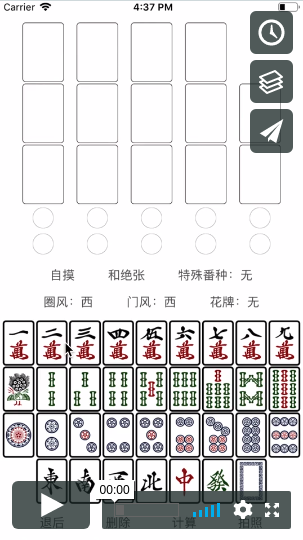 Carrier 4:37 PM
自摸 和绝张 特殊番种：无
圈风：西 门风：西 花牌：无
一萬 二萬 三萬 四萬 伍萬 六萬 七萬 八萬 九萬
東 南 西 北 中 發
00:00
退后 删除 计算 拍照